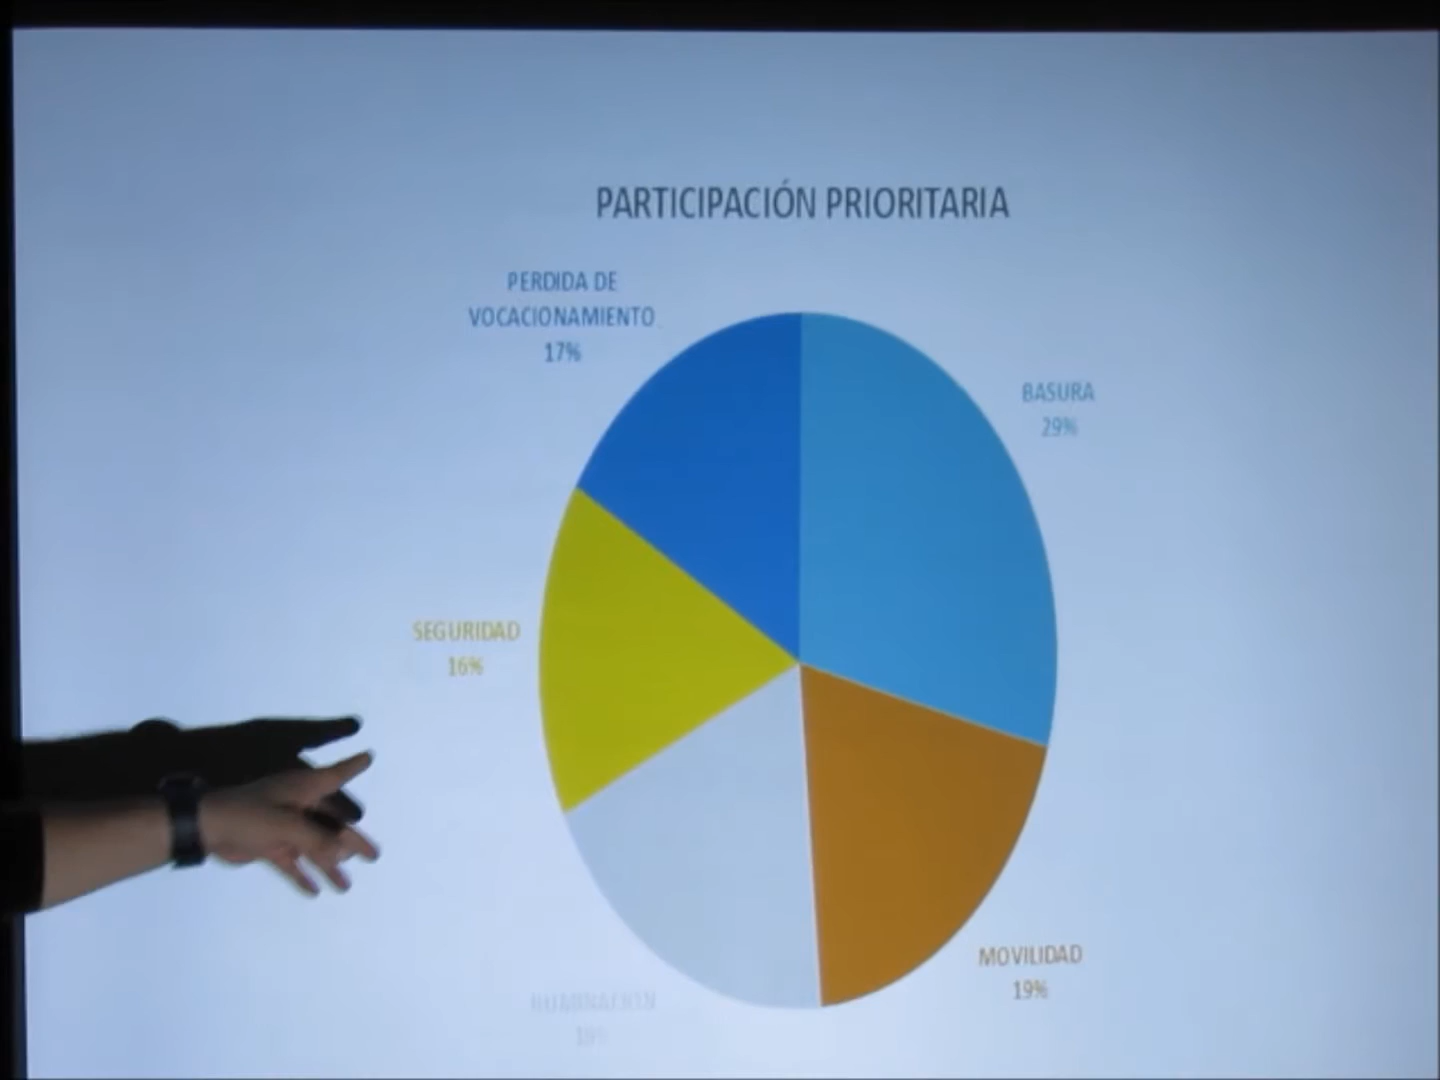 PARTICIPACIÓN PRIORITARIA
PERDIDA DE
VOCACIONAMIENTO
17%
BASURA
29%
SEGURIDAD
16%
MOVILIDAD
19%